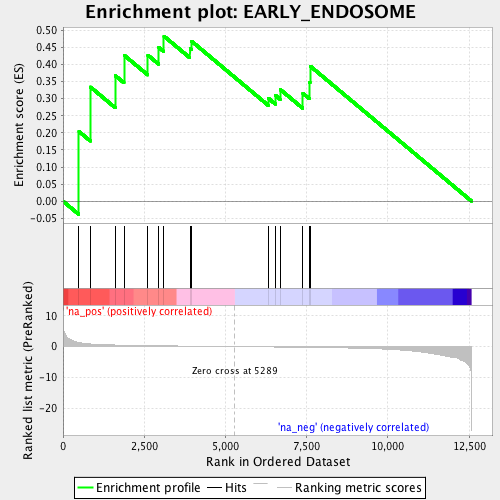 Enrichment plot: EARLY_ENDOSOME
Enrichment score (ES)
0.50
0.45
0.40
0.35
0.30
0.25
0.20
0.15
0.10
0.05
0.00
-0.05
'na_pos' (positively correlated)
Ranked list metric (PreRanked)
10
0
-10
-20
Zero cross at 5289
'na_neg' (negatively correlated)
0 2,500 5,000 7,500 10,000 12,500
Rank in Ordered Dataset
Enrichment profile Hits Ranking metric scores